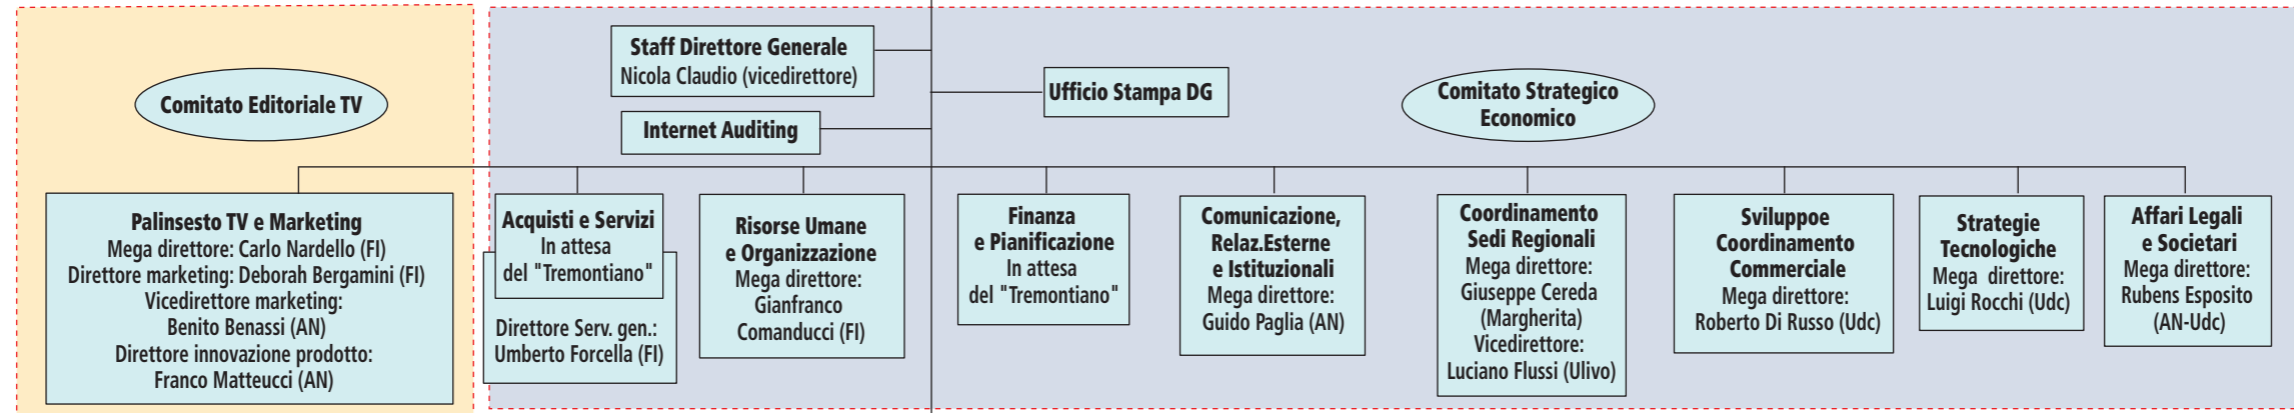 Comitato Editoriale TV
Staff Direttore Generale
Nicola Claudio (vicedirettore)
Ufficio Stampa DG
Internet Auditing
Comitato Strategico
Economico
Palinsesto TV e Marketing
Mega direttore: Carlo Nardello (FI)
Direttore marketing: Deborah Bergamini (FI)
Vicedirettore marketing:
Benito Benassi (AN)
Direttore innovazione prodotto:
Franco Matteucci (AN)
Acquisti e Servizi
In attesa
del "Tremontiano"
Direttore Serv. gen.:
Umberto Forcella (FI)
Risorse Umane
e Organizzazione
Mega direttore:
Gianfranco
Comanducci (FI)
Finanza
e Pianificazione
In attesa
del "Tremontiano"
Comunicazione,
Relaz.Esterne
e Istituzionali
Mega direttore:
Guido Paglia (AN)
Coordinamento
Sedi Regionali
Mega direttore:
Giuseppe Cereda
(Margherita)
Vicedirettore:
Luciano Flussi (Ulivo)
Sviluppoe
Coordinamento
Commerciale
Mega direttore:
Roberto Di Russo (Udc)
Strategie
Tecnologiche
Mega direttore:
Luigi Rocchi (Udc)
Affari Legali
e Societari
Mega direttore:
Rubens Esposito
(AN-Udc)